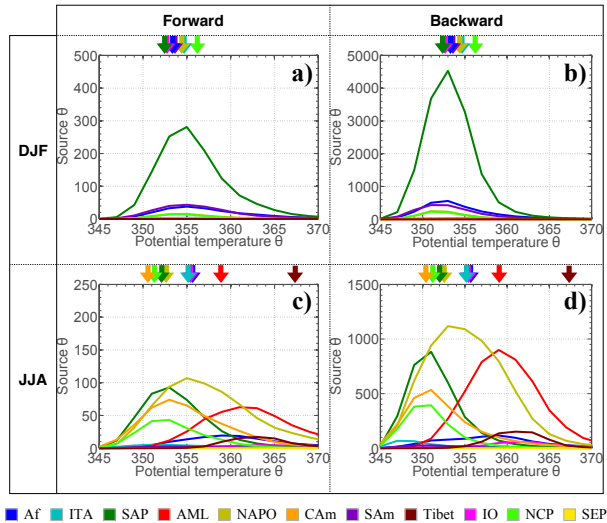 Forward Backward
DJF
a) b)
Source θ
500
400
300
200
100
0
345 350 355 360 365 370
Potential temperature θ
Source θ
5000
4000
3000
2000
1000
0
345 350 355 360 365 370
Potential temperature θ
JJA
c) d)
Source θ
250
200
150
100
50
0
345 350 355 360 365 370
Potential temperature θ
Source θ
1500
1000
500
0
345 350 355 360 365 370
Potential temperature θ
Af ITA SAP AML NAPO CAm SAm Tibet IO NCP SEP